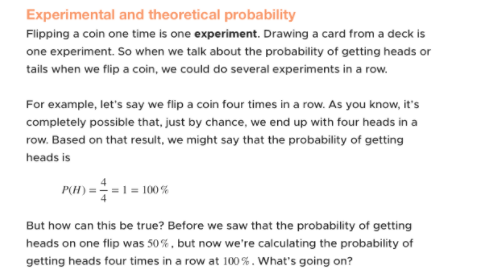 Experimental and theoretical probability
Flipping a coin one time is one experiment. Drawing a card from a deck is
one experiment. So when we talk about the probability of getting heads or
tails when we flip a coin, we could do several experiments in a row.
For example, let's say we flip a coin four times in a row. As you know, it's
completely possible that, just by chance, we end up with four heads in a
row. Based on that result, we might say that the probability of getting
heads is
P(H) = 4/4 = 1 = 100%
But how can this be true? Before we saw that the probability of getting
heads on one flip was 50%, but now we're calculating the probability of
getting heads four times in a row at 100%. What's going on?